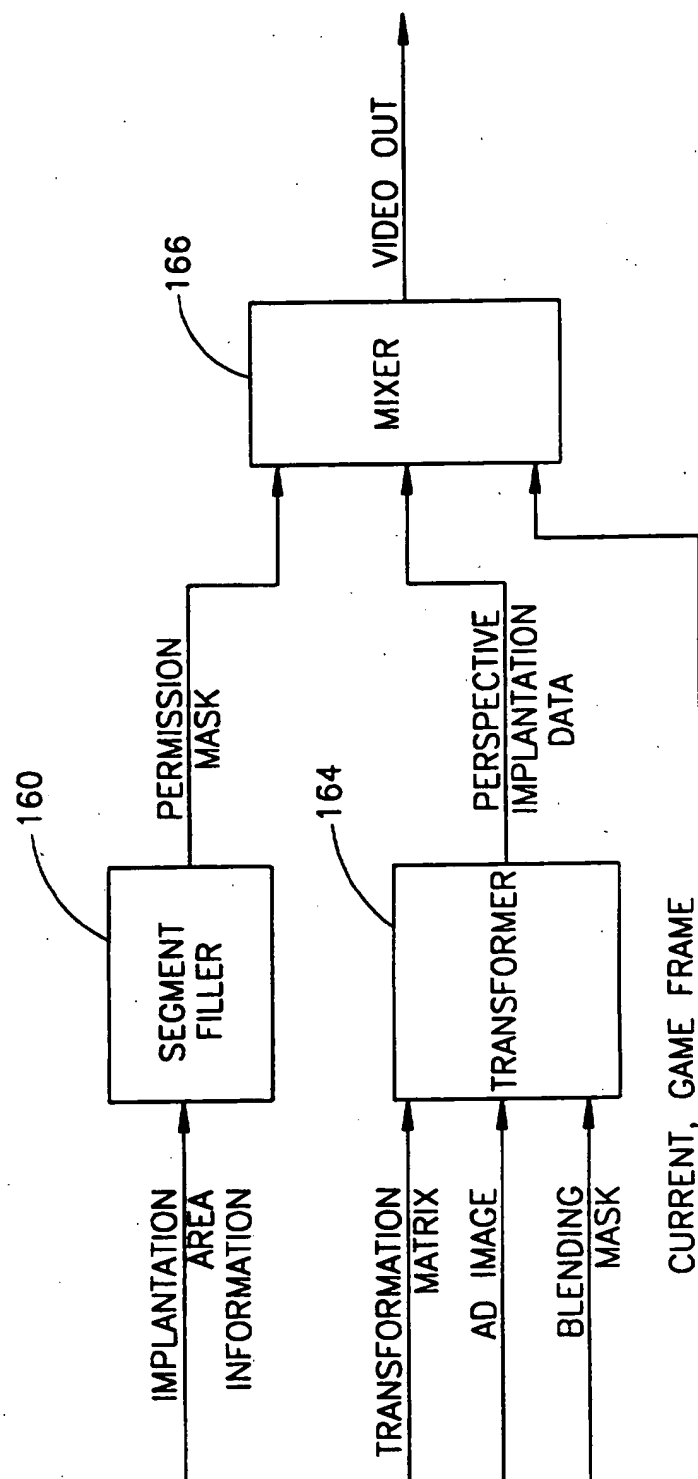 IMPLANTATION
AREA
INFORMATION
SEGMENT
FILLER
160
PERMISSION
MASK
TRANSFORMATION
MATRIX
AD IMAGE
BLENDING
MASK
TRANSFORMER
164
PERSPECTIVE
IMPLANTATION
DATA
CURRENT, GAME FRAME
MIXER
166
VIDEO OUT